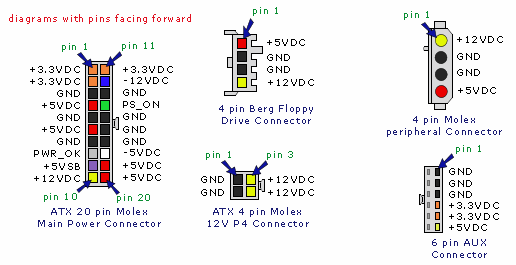 diagrams with pins facing forward
pin 1
pin 11
+3.3VDC
+3.3VDC
+3.3VDC
-12VDC
GND
GND
+5VDC
PS_ON
GND
GND
+5VDC
GND
GND
GND
PWR_OK
-5VDC
+5VSB
+5VDC
+12VDC
+5VDC
pin 10
pin 20
ATX 20 pin Molex
Main Power Connector
pin 1
+5VDC
GND
GND
+12VDC
4 pin Berg Floppy
Drive Connector
pin 1
+12VDC
GND
GND
+5VDC
4 pin Molex
peripheral Connector
pin 1
pin 3
GND
+12VDC
GND
+12VDC
ATX 4 pin Molex
12V P4 Connector
pin 1
GND
GND
GND
+3.3VDC
+3.3VDC
+5VDC
6 pin AUX
Connector